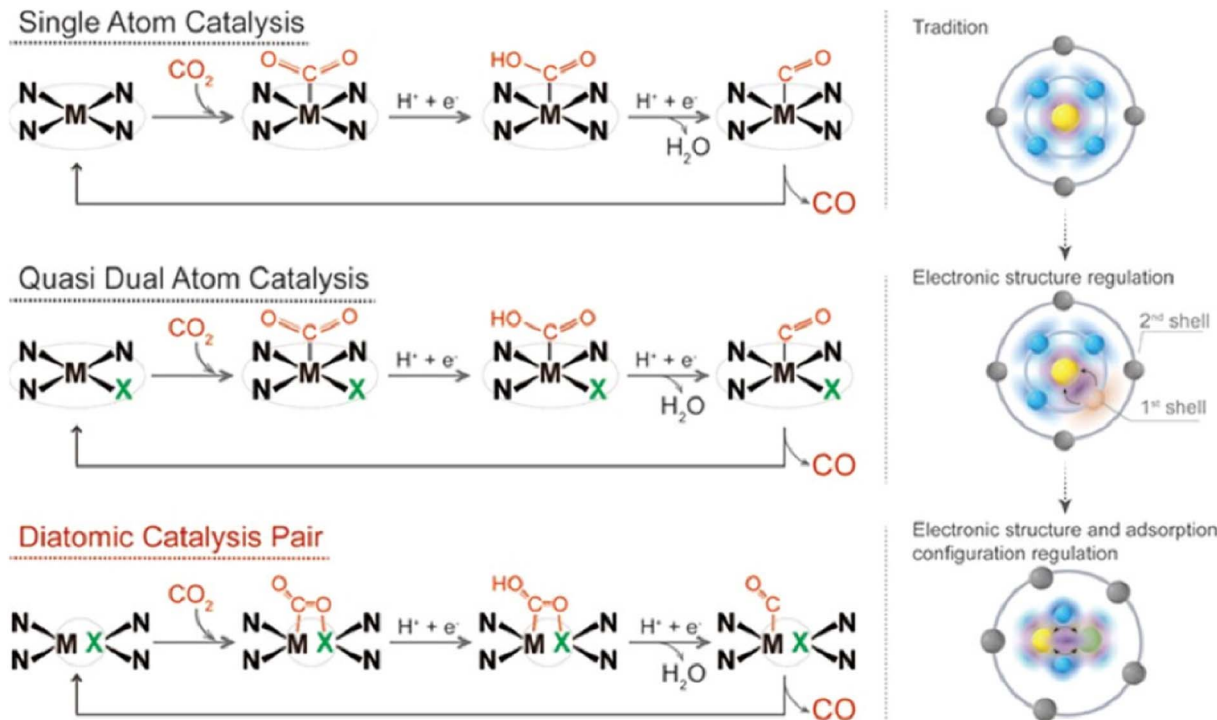 Single Atom Catalysis
Tradition
CO₂
O O
HO O
N N
C
C
C O
N M N
H⁺ + e⁻
H⁺ + e⁻
N N
M
N N
M
N N
M
N N
N N
N N
H₂O
CO
Quasi Dual Atom Catalysis
Electronic structure regulation
CO₂
O O
HO O
2ⁿᵈ shell
N N
C
C
C O
N N
M
H⁺ + e⁻
N N
M
H⁺ + e⁻
N N
M
N N
M
N X
N X
N X
N X
H₂O
1ˢᵗ shell
CO
Diatomic Catalysis Pair
Electronic structure and adsorption
configuration regulation
CO₂
O
C O
HO
C O
O
C
N M X N
N M X N
H⁺ + e⁻
N M X N
H⁺ + e⁻
N M X N
N N
N N
N N
N N
H₂O
CO